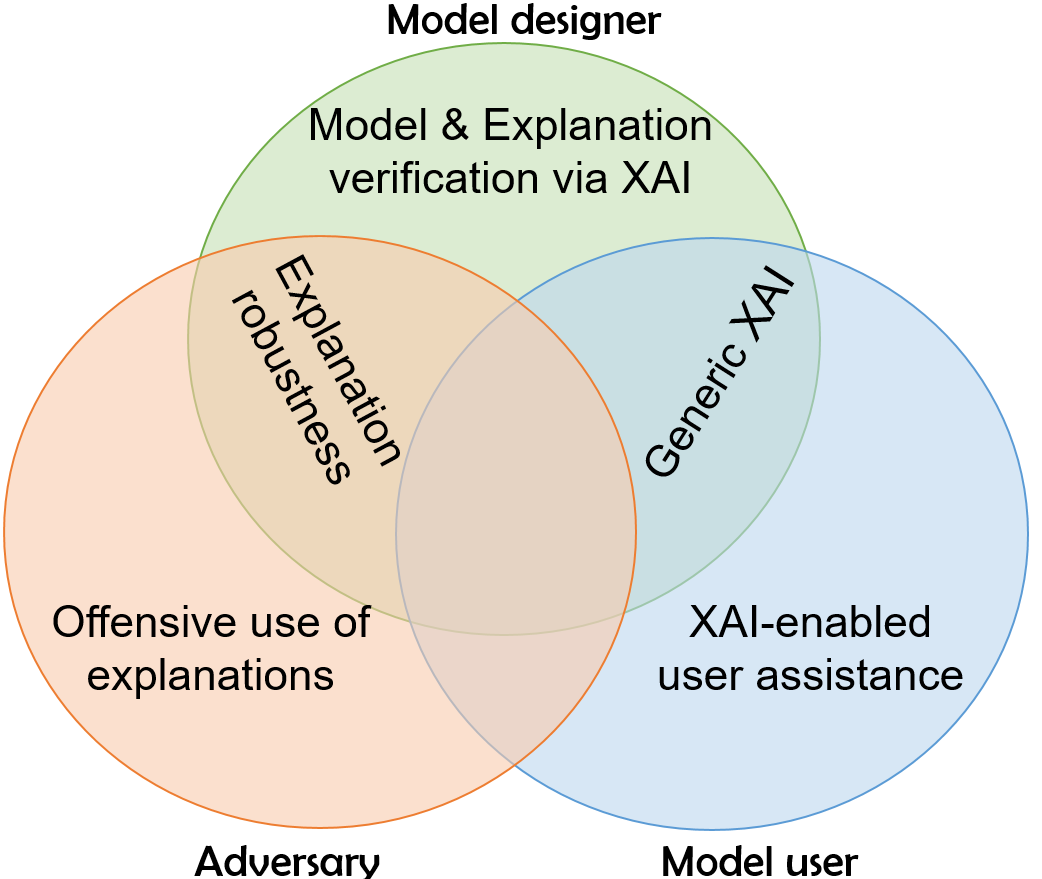 Model designer
Model & Explanation
verification via XAI
Explanation
robustness
Generic XAI
Offensive use of
explanations
XAI-enabled
user assistance
Adversary
Model user